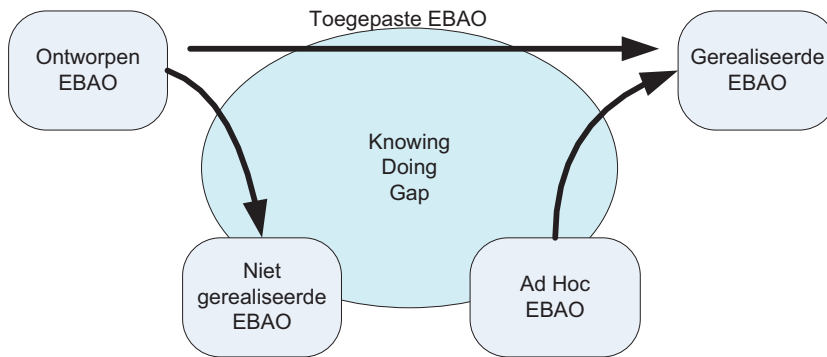 Toegepaste EBAO
Ontworpen
EBAO
Gerealiseerde
EBAO
Knowing
Doing
Gap
Niet
gerealiseerde
EBAO
Ad Hoc
EBAO